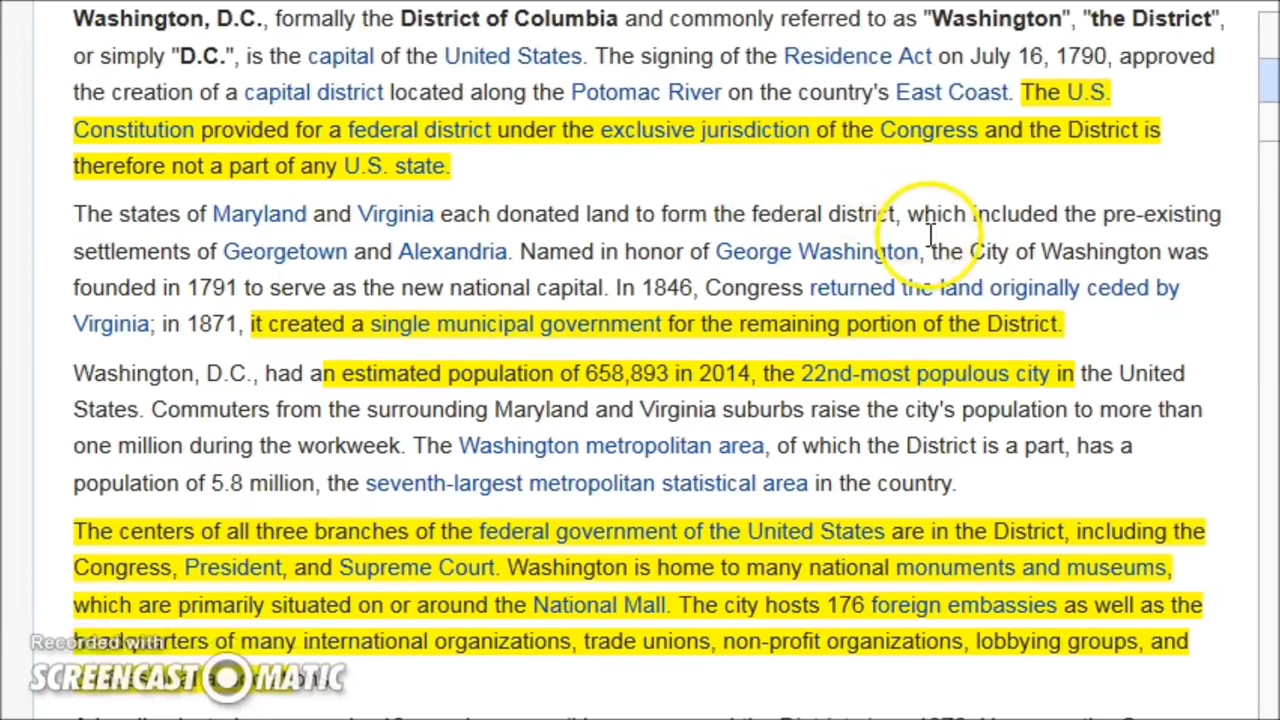 Washington, D.C., formally the District of Columbia and commonly referred to as "Washington", "the District",
or simply "D.C.", is the capital of the United States. The signing of the Residence Act on July 16, 1790, approved
the creation of a capital district located along the Potomac River on the country's East Coast. The U.S.
Constitution provided for a federal district under the exclusive jurisdiction of the Congress and the District is
therefore not a part of any U.S. state.
The states of Maryland and Virginia each donated land to form the federal district, which included the pre-existing
settlements of Georgetown and Alexandria. Named in honor of George Washington, the City of Washington was
founded in 1791 to serve as the new national capital. In 1846, Congress returned the land originally ceded by
Virginia; in 1871, it created a single municipal government for the remaining portion of the District.
Washington, D.C., had an estimated population of 658,893 in 2014, the 22nd-most populous city in the United
States. Commuters from the surrounding Maryland and Virginia suburbs raise the city's population to more than
one million during the workweek. The Washington metropolitan area, of which the District is a part, has a
population of 5.8 million, the seventh-largest metropolitan statistical area in the country.
The centers of all three branches of the federal government of the United States are in the District, including the
Congress, President, and Supreme Court. Washington is home to many national monuments and museums,
which are primarily situated on or around the National Mall. The city hosts 176 foreign embassies as well as the
headquarters of many international organizations, trade unions, non-profit organizations, lobbying groups, and
Recorded with
SCREENCAST-O-MATIC